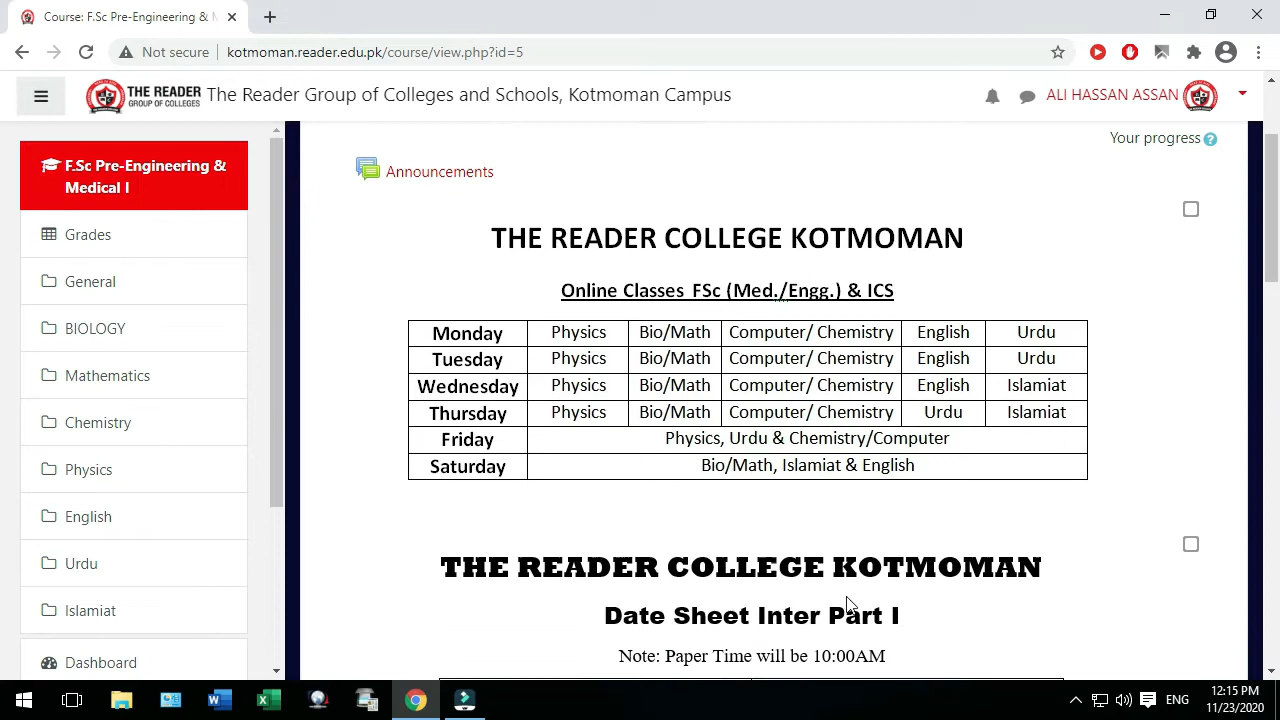 Course: F.Sc Pre-Engineering & M
Not secure
kotmoman.reader.edu.pk/course/view.php?id=5
THE READER
GROUP OF COLLEGES
The Reader Group of Colleges and Schools, Kotmoman Campus
ALI HASSAN ASSAN
F.Sc Pre-Engineering &
Medical I
Grades
General
BIOLOGY
Mathematics
Chemistry
Physics
English
Urdu
Islamiat
Dashboard
Your progress
Announcements
THE READER COLLEGE KOTMOMAN
Online Classes FSc (Med./Engg.) & ICS
Monday Physics Bio/Math Computer/ Chemistry English Urdu
Tuesday Physics Bio/Math Computer/ Chemistry English Urdu
Wednesday Physics Bio/Math Computer/ Chemistry English Islamiat
Thursday Physics Bio/Math Computer/ Chemistry Urdu Islamiat
Friday Physics, Urdu & Chemistry/Computer
Saturday Bio/Math, Islamiat & English
THE READER COLLEGE KOTMOMAN
Date Sheet Inter Part I
Note: Paper Time will be 10:00AM
ENG
12:15 PM
11/23/2020